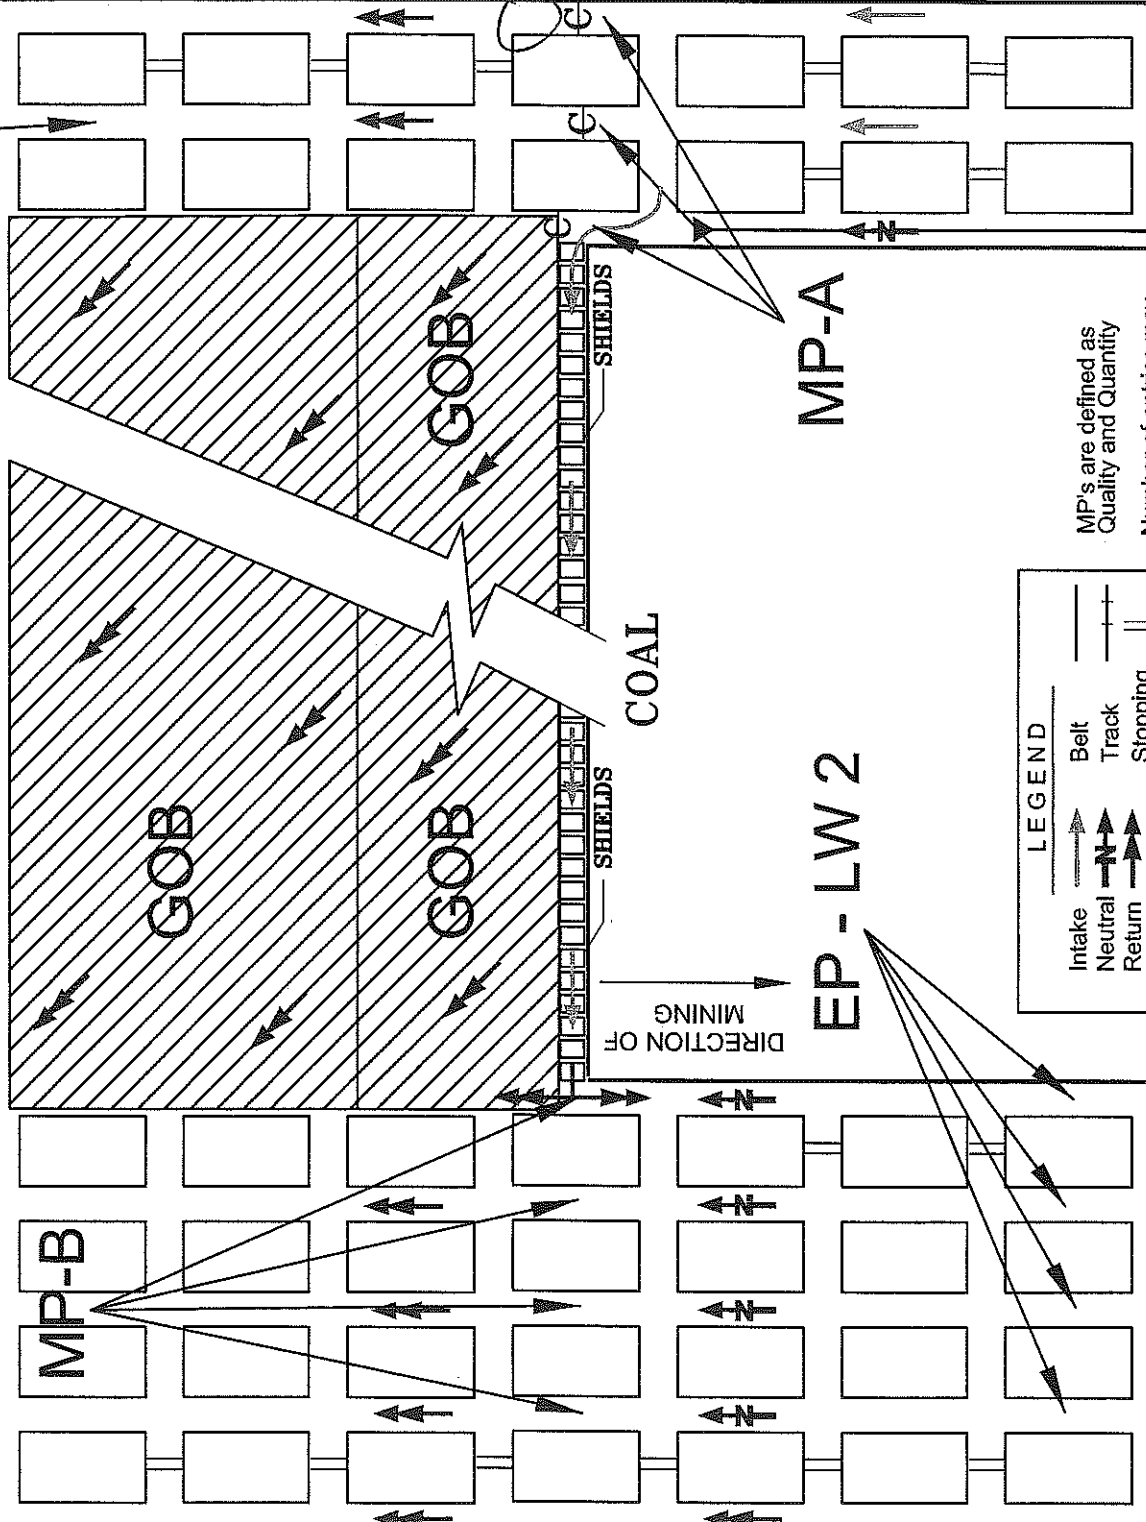 MP-B
GOB
GOB
GOB
C
C
C
SHIELDS
SHIELDS
COAL
DIRECTION OF
MINING
N
N
N
N
EP - LW 2
MP-A
N
LEGEND
Intake Belt
Neutral N Track
Return Stopping
MP's are defined as
Quality and Quantity